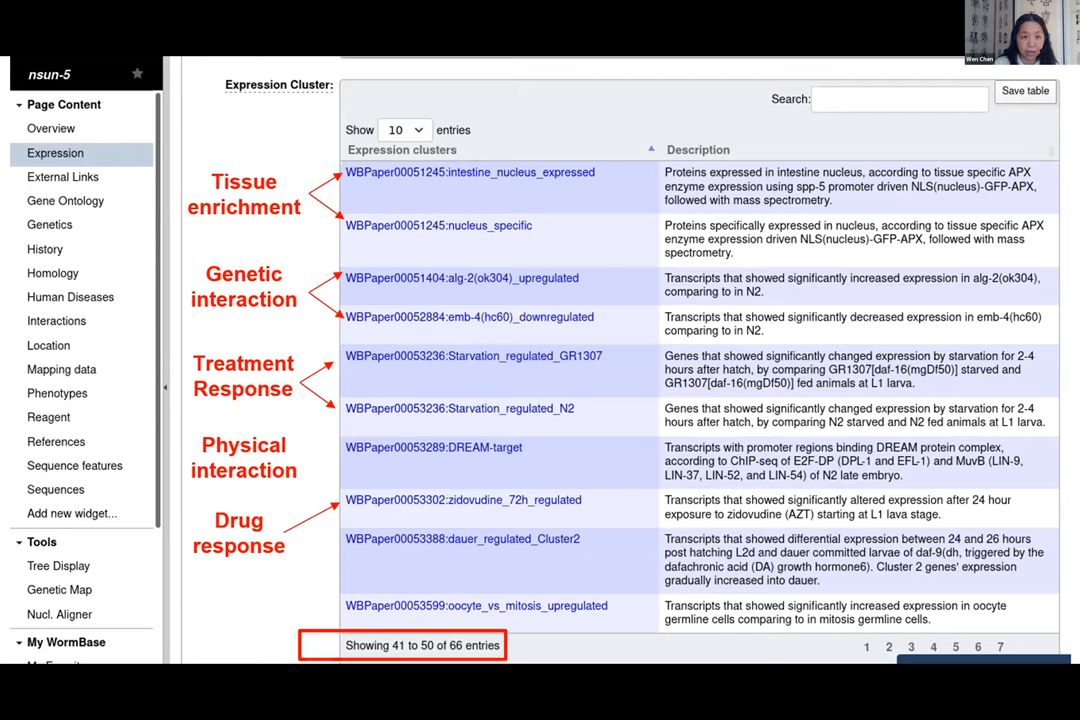 Wen Chen
nsun-5
Page Content
Overview
Expression
External Links
Gene Ontology
Genetics
History
Homology
Human Diseases
Interactions
Location
Mapping data
Phenotypes
Reagent
References
Sequence features
Sequences
Add new widget...
Tools
Tree Display
Genetic Map
Nucl. Aligner
My WormBase
Expression Cluster:
Search:
Save table
Show 10 entries
Expression clusters
Description
Tissue
enrichment
WBPaper00051245:intestine_nucleus_expressed
Proteins expressed in intestine nucleus, according to tissue specific APX
enzyme expression using spp-5 promoter driven NLS(nucleus)-GFP-APX,
followed with mass spectrometry.
WBPaper00051245:nucleus_specific
Proteins specifically expressed in nucleus, according to tissue specific APX
enzyme expression driven NLS(nucleus)-GFP-APX, followed with mass
spectrometry.
Genetic
interaction
WBPaper00051404:alg-2(ok304)_upregulated
Transcripts that showed significantly increased expression in alg-2(ok304),
comparing to in N2.
WBPaper00052884:emb-4(hc60)_downregulated
Transcripts that showed significantly decreased expression in emb-4(hc60)
comparing to in N2.
Treatment
Response
WBPaper00053236:Starvation_regulated_GR1307
Genes that showed significantly changed expression by starvation for 2-4
hours after hatch, by comparing GR1307[daf-16(mgDf50)] starved and
GR1307[daf-16(mgDf50)] fed animals at L1 larva.
WBPaper00053236:Starvation_regulated_N2
Genes that showed significantly changed expression by starvation for 2-4
hours after hatch, by comparing N2 starved and N2 fed animals at L1 larva.
Physical
interaction
WBPaper00053289:DREAM-target
Transcripts with promoter regions binding DREAM protein complex,
according to ChIP-seq of E2F-DP (DPL-1 and EFL-1) and MuvB (LIN-9,
LIN-37, LIN-52, and LIN-54) of N2 late embryo.
Drug
response
WBPaper00053302:zidovudine_72h_regulated
Transcripts that showed significantly altered expression after 24 hour
exposure to zidovudine (AZT) starting at L1 lava stage.
WBPaper00053388:dauer_regulated_Cluster2
Transcripts that showed differential expression between 24 and 26 hours
post hatching L2d and dauer committed larvae of daf-9(dh, triggered by the
dafachronic acid (DA) growth hormone6). Cluster 2 genes' expression
gradually increased into dauer.
WBPaper00053599:oocyte_vs_mitosis_upregulated
Transcripts that showed significantly increased expression in oocyte
germline cells comparing to in mitosis germline cells.
Showing 41 to 50 of 66 entries
1 2 3 4 5 6 7